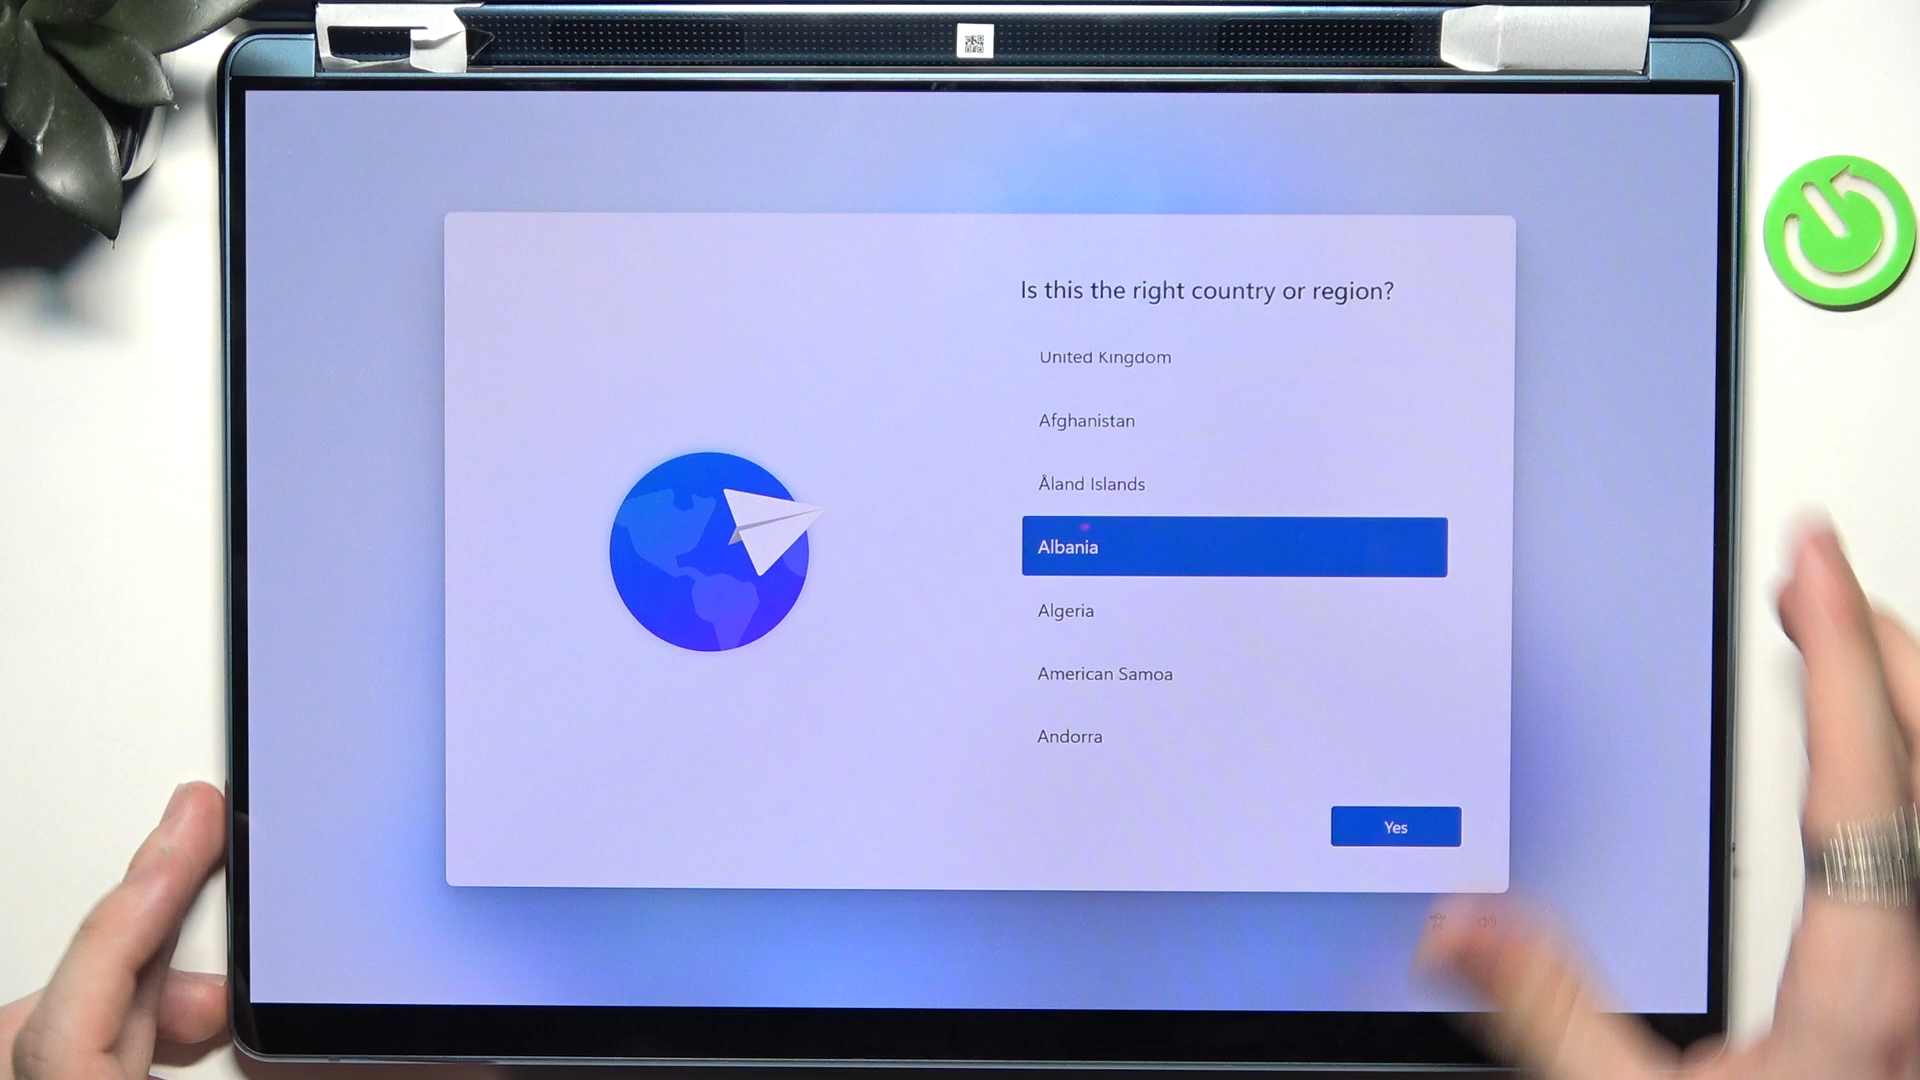 Is this the right country or region?
United Kingdom
Afghanistan
Åland Islands
Albania
Algeria
American Samoa
Andorra
Yes